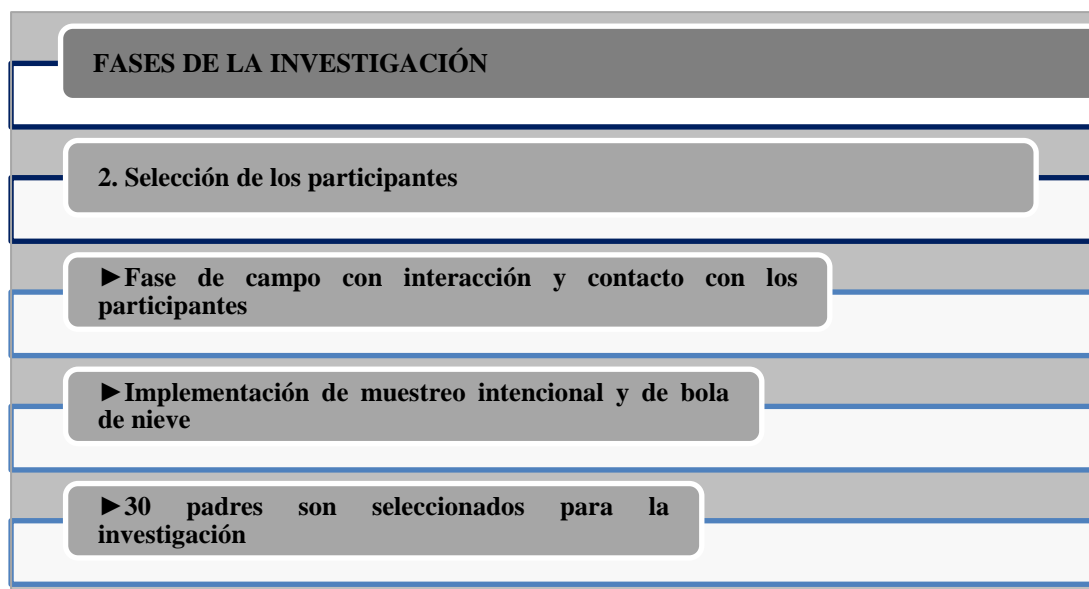 FASES DE LA INVESTIGACIÓN
2. Selección de los participantes
►Fase de campo con interacción y contacto con los
participantes
►Implementación de muestreo intencional y de bola
de nieve
►30 padres son seleccionados para la
investigación